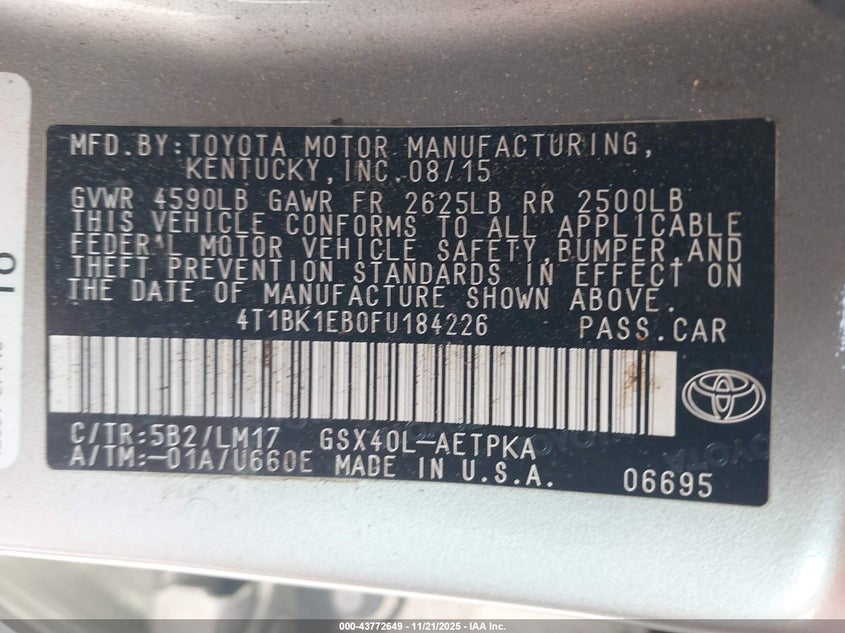 MFD.BY:TOYOTA MOTOR MANUFACTURING,
KENTUCKY, INC. 08/15
GVWR 4590LB GAWR FR 2625LB RR 2500LB
THIS VEHICLE CONFORMS TO ALL APPLICABLE
FEDERAL MOTOR VEHICLE SAFETY, BUMPER, AND
THEFT PREVENTION STANDARDS IN EFFECT ON
THE DATE OF MANUFACTURE SHOWN ABOVE.
4T1BK1EB0FU184226 PASS.CAR
C/TR:5B2/LM17 GSX40L-AETPKA
A/TM:-01A/U660E MADE IN U.S.A. 06695
TOYOTA TOYOTA
000-43772649 - 11/21/2025 - IAA Inc.